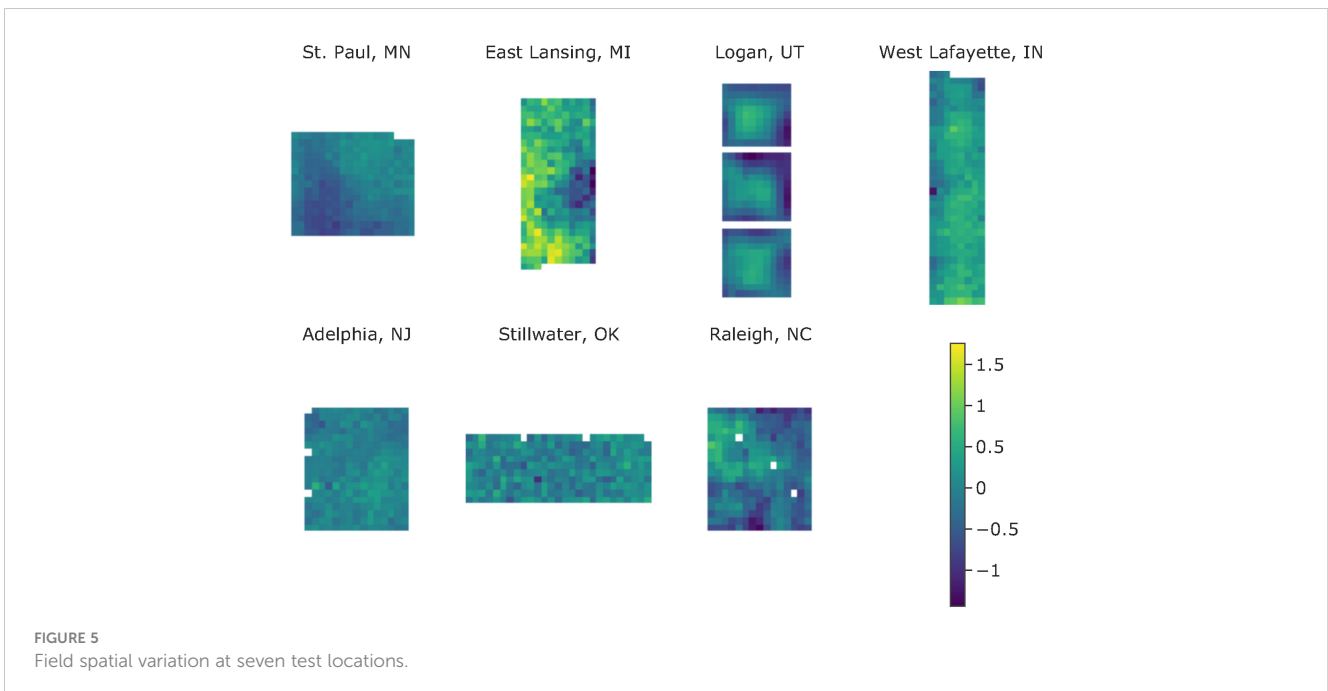 St. Paul, MN
East Lansing, MI
Logan, UT
West Lafayette, IN
Adelphia, NJ
Stillwater, OK
Raleigh, NC
1.5
1
0.5
0
−0.5
−1
FIGURE 5
Field spatial variation at seven test locations.